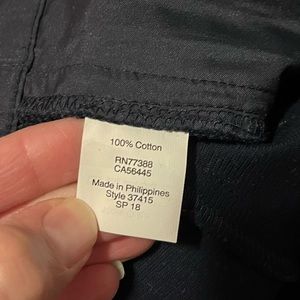 100% Cotton
RN77388
CA56445
Made in Philippines
Style 37415
SP 18